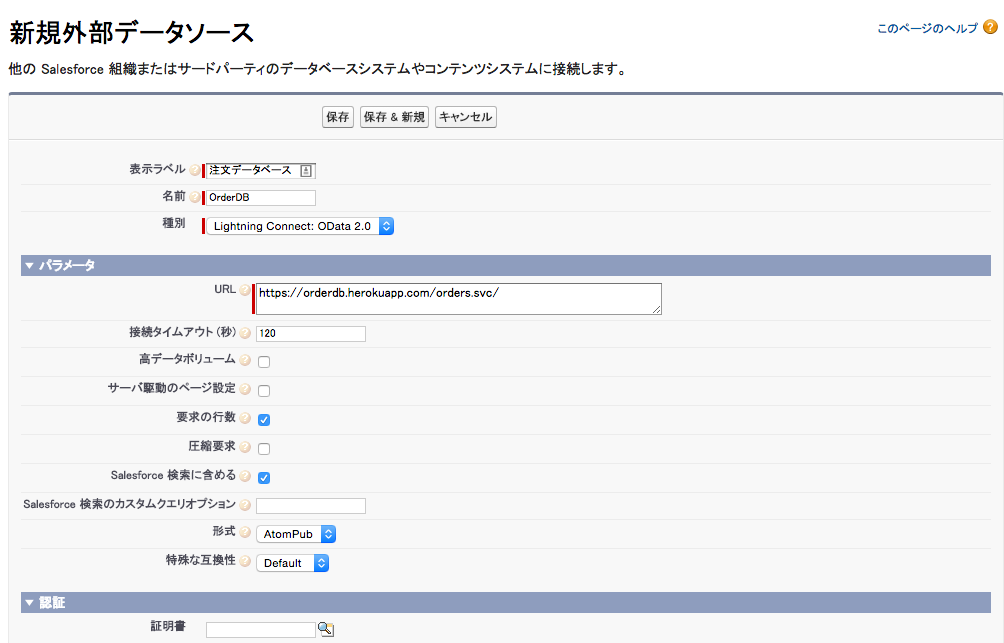 新規外部データソース
このページのヘルプ ?
他の Salesforce 組織またはサードパーティのデータベースシステムやコンテンツシステムに接続します。
保存 保存 & 新規 キャンセル
表示ラベル 注文データベース
名前 OrderDB
種別 Lightning Connect: OData 2.0
▼ パラメータ
URL https://orderdb.herokuapp.com/orders.svc/
接続タイムアウト (秒) 120
高データボリューム
サーバ駆動のページ設定
要求の行数
圧縮要求
Salesforce 検索に含める
Salesforce 検索のカスタムクエリオプション
形式 AtomPub
特殊な互換性 Default
▼ 認証
証明書